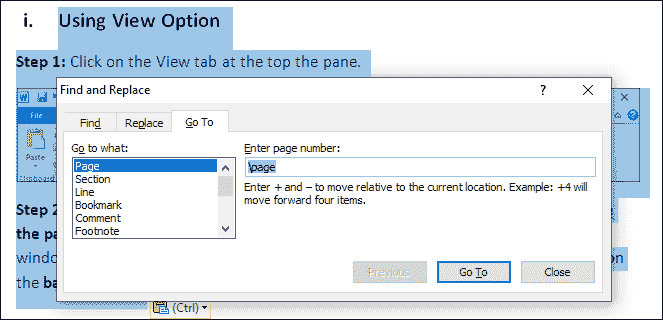 i. Using View Option
Step 1: Click on the View tab at the top the pane.
Find and Replace
Find Replace Go To
Go to what:
Page
Section
Line
Bookmark
Comment
Footnote
Enter page number:
\page
Enter + and – to move relative to the current location. Example: +4 will
move forward four items.
Previous Go To Close
File
Paste
Clipboard
Step 2
the pa
windo
on
the ba
(Ctrl)